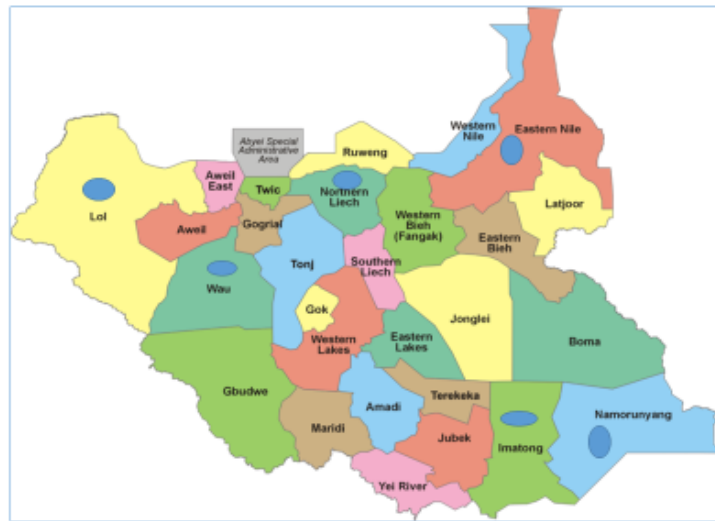 Western
Nile
Eastern Nile
Abyei Special
Administrative
Area
Ruweng
Aweil
East
Twic
Northern
Liech
Latjoor
Lol
Western
Bieh
(Fangak)
Aweil
Gogrial
Eastern
Bieh
Tonj
Southern
Liech
Wau
Gok
Jonglei
Western
Lakes
Eastern
Lakes
Boma
Gbudwe
Terekeka
Amadi
Namorunyang
Maridi
Jubek
Imatong
Yei River